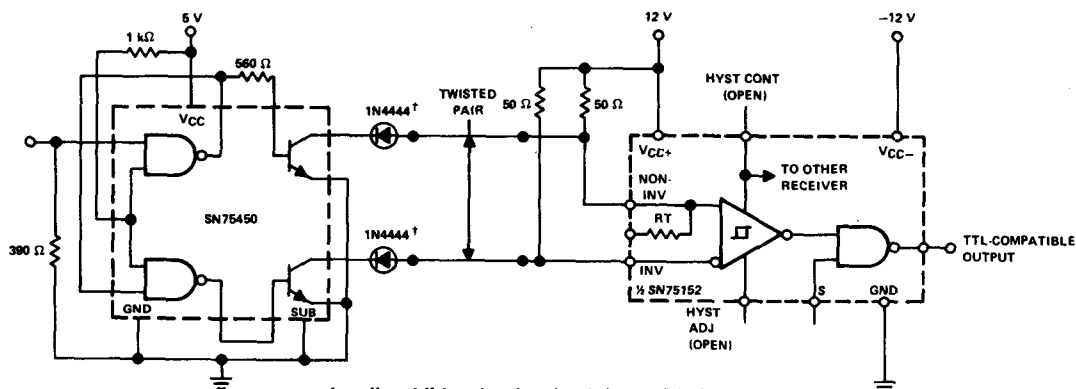 5 V
1 kΩ
560 Ω
VCC
SN75450
390 Ω
GND
SUB
1N4444†
1N4444†
TWISTED
PAIR
50 Ω
50 Ω
12 V
−12 V
HYST CONT
(OPEN)
VCC+
VCC−
TO OTHER
RECEIVER
NON-
INV
RT
INV
½ SN75152
HYST
ADJ
(OPEN)
S
GND
TTL-COMPATIBLE
OUTPUT